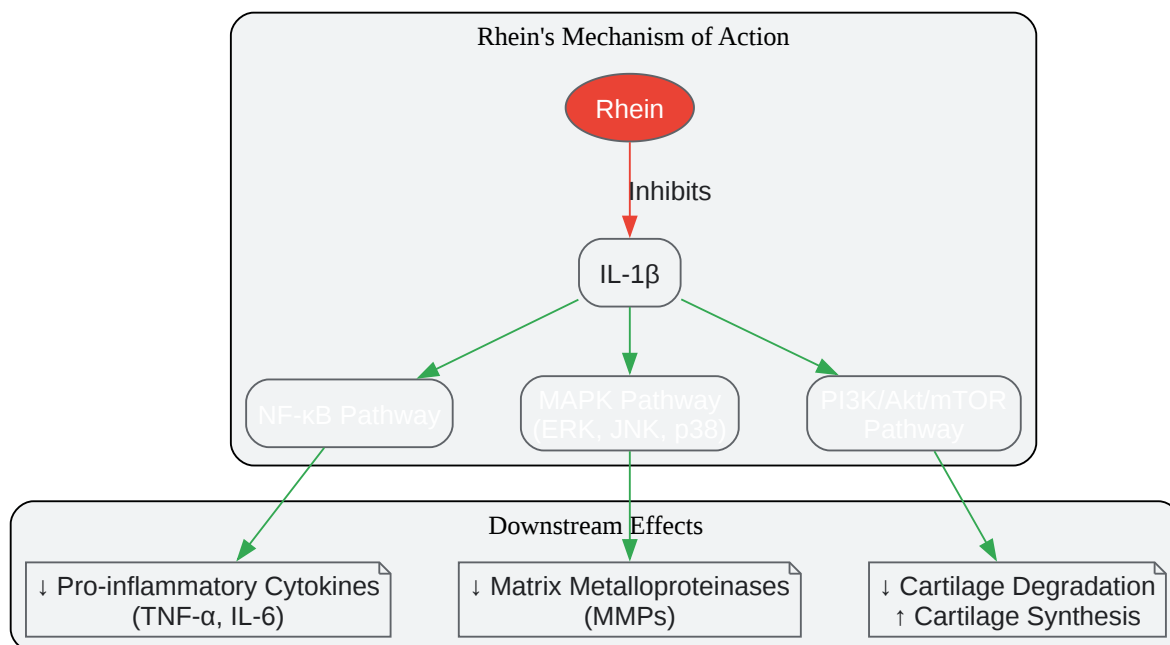 Rhein's Mechanism of Action
Rhein
Inhibits
IL-1β
NF-κB Pathway
MAPK Pathway
(ERK, JNK, p38)
PI3K/Akt/mTOR
Pathway
Downstream Effects
↓ Pro-inflammatory Cytokines
(TNF-α, IL-6)
↓ Matrix Metalloproteinases
(MMPs)
↓ Cartilage Degradation
↑ Cartilage Synthesis